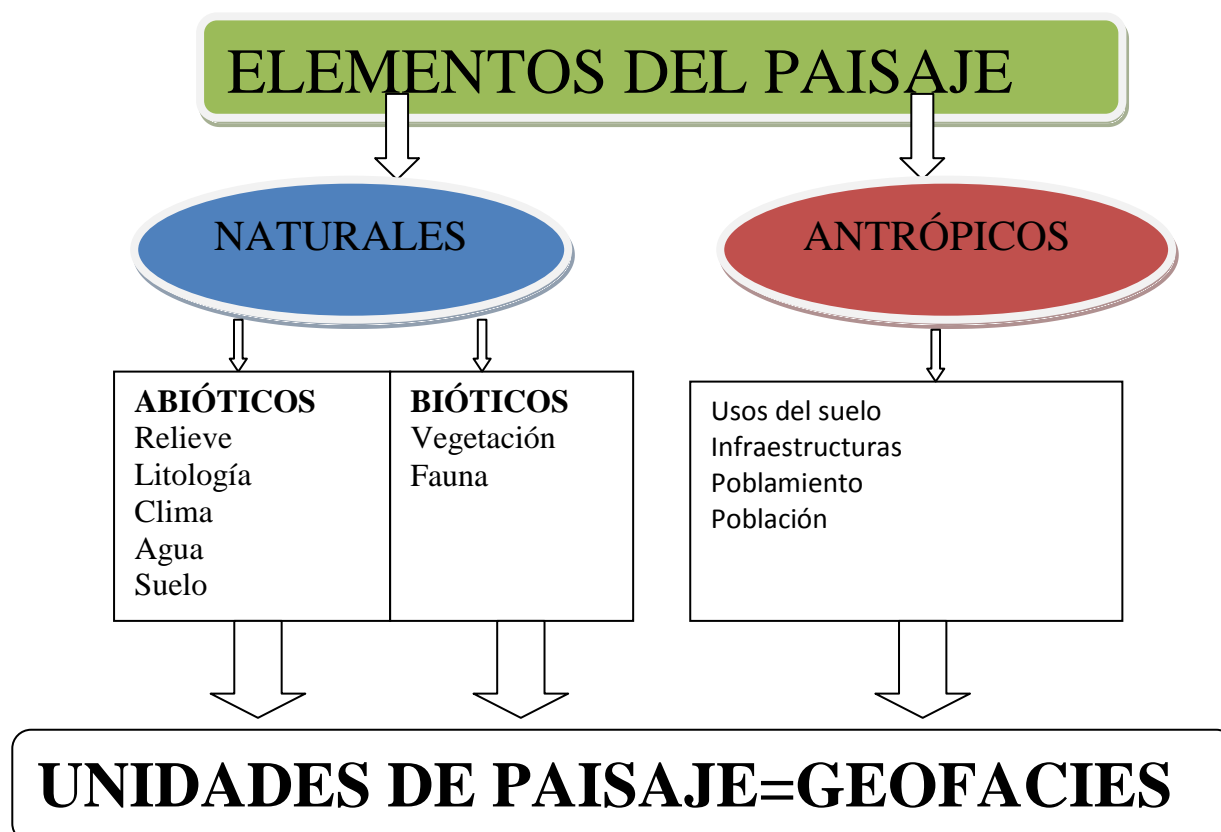 ELEMENTOS DEL PAISAJE
NATURALES
ANTRÓPICOS
ABIÓTICOS
Relieve
Litología
Clima
Agua
Suelo
BIÓTICOS
Vegetación
Fauna
Usos del suelo
Infraestructuras
Poblamiento
Población
UNIDADES DE PAISAJE=GEOFACIES